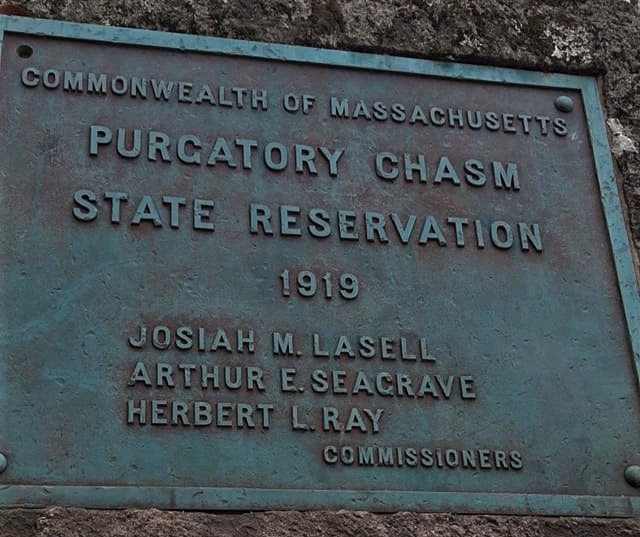 COMMONWEALTH OF MASSACHUSETTS
PURGATORY CHASM
STATE RESERVATION
1919
JOSIAH M. LASELL
ARTHUR E. SEAGRAVE
HERBERT L. RAY
COMMISSIONERS